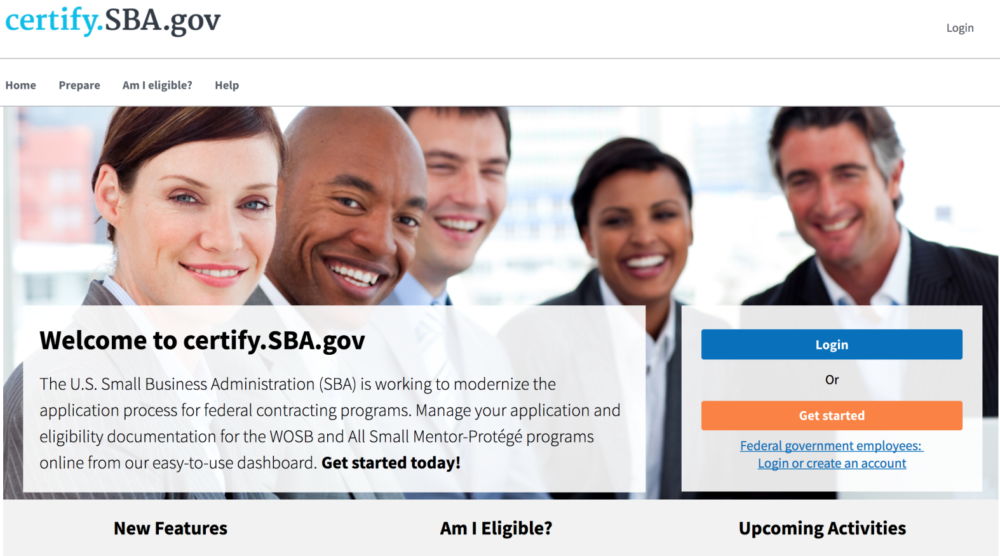 certify.SBA.gov
Login
Home Prepare Am I eligible? Help
Welcome to certify.SBA.gov
The U.S. Small Business Administration (SBA) is working to modernize the
application process for federal contracting programs. Manage your application and
eligibility documentation for the WOSB and All Small Mentor-Protégé programs
online from our easy-to-use dashboard. Get started today!
Login
Or
Get started
Federal government employees:
Login or create an account
New Features Am I Eligible? Upcoming Activities